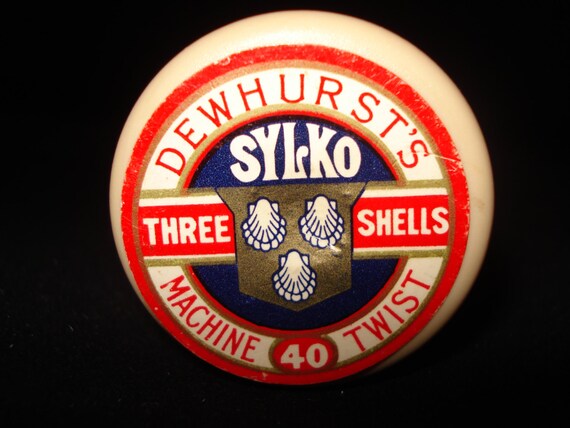 DEWHURST'S
SYLKO
THREE SHELLS
MACHINE 40 TWIST